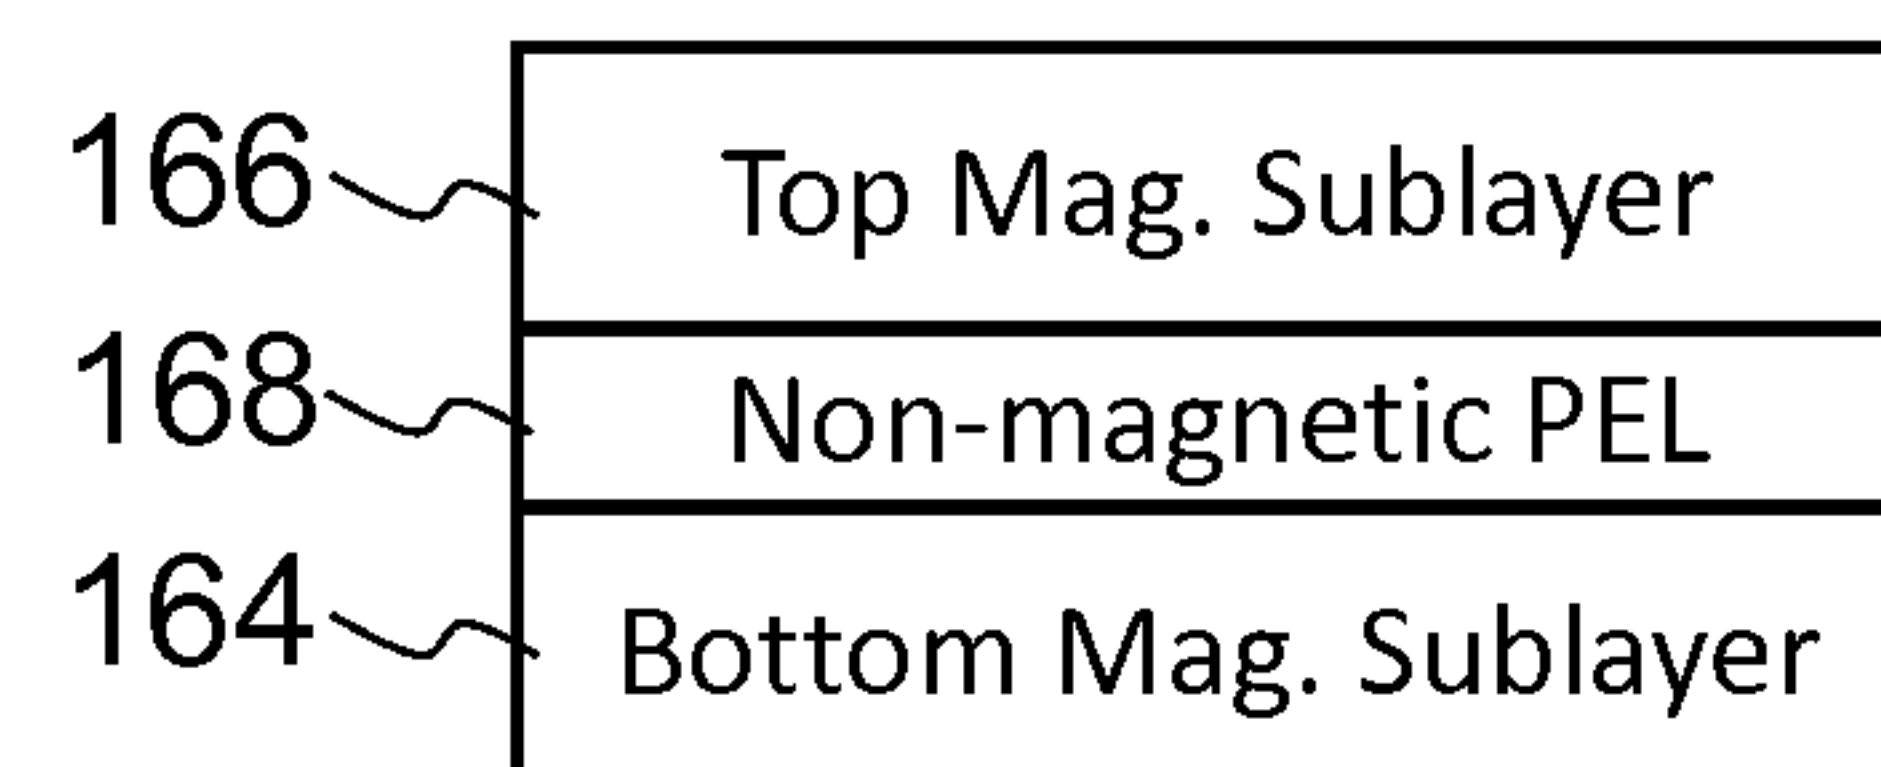 166 Top Mag. Sublayer
168 Non-magnetic PEL
164 Bottom Mag. Sublayer